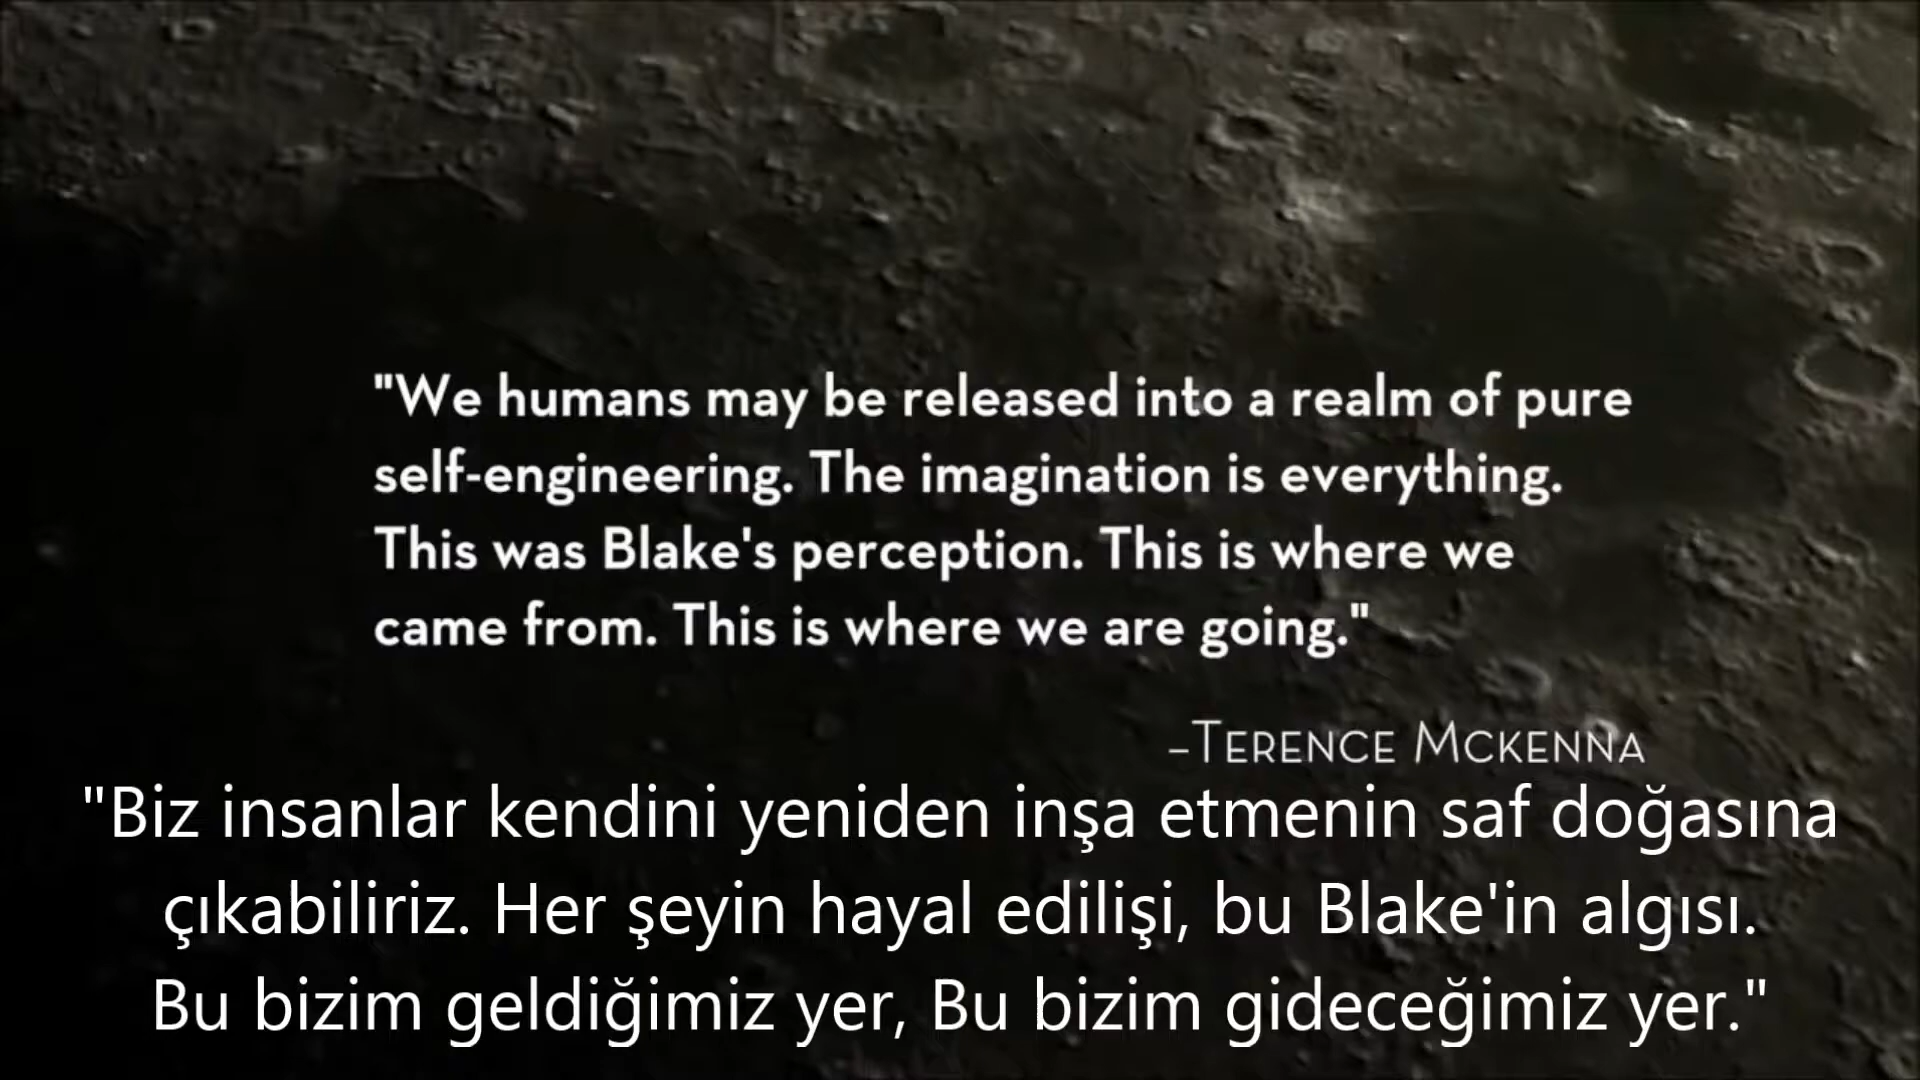 "We humans may be released into a realm of pure
self-engineering. The imagination is everything.
This was Blake's perception. This is where we
came from. This is where we are going."
–Terence Mckenna
"Biz insanlar kendini yeniden inşa etmenin saf doğasına
çıkabiliriz. Her şeyin hayal edilişi, bu Blake'in algısı.
Bu bizim geldiğimiz yer, Bu bizim gideceğimiz yer."